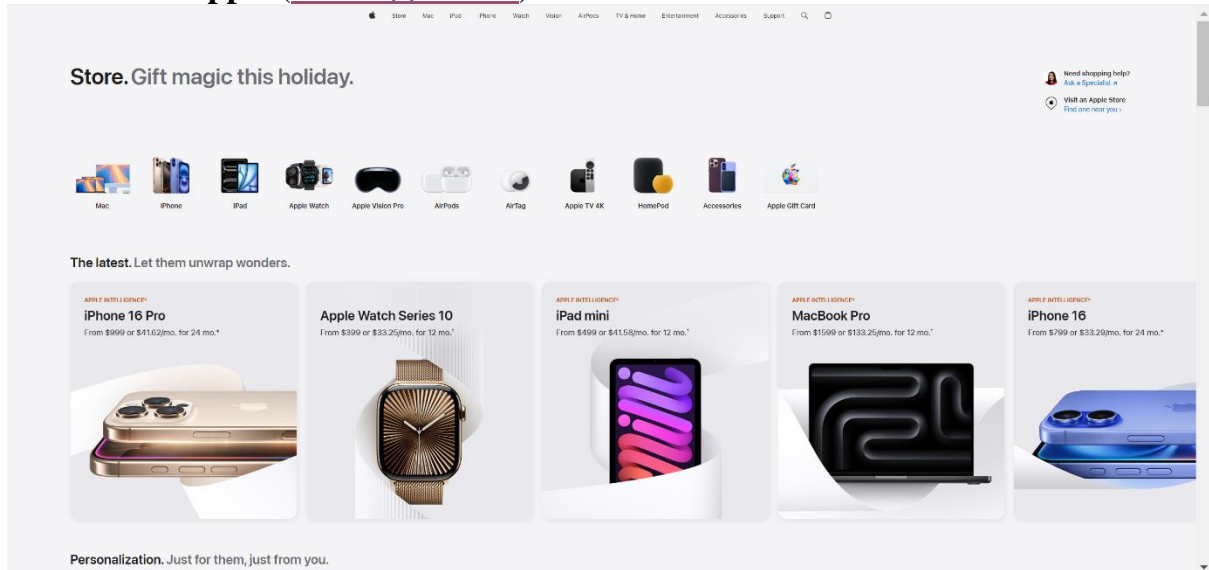 Store Mac iPad iPhone Watch Vision AirPods TV & Home Entertainment Accessories Support
Store. Gift magic this holiday.
Need shopping help?
Ask a Specialist ↗
Visit an Apple Store
Find one near you ›
Mac iPhone iPad Apple Watch Apple Vision Pro AirPods AirTag Apple TV 4K HomePod Accessories Apple Gift Card
The latest. Let them unwrap wonders.
APPLE INTELLIGENCE*
iPhone 16 Pro
From $999 or $41.62/mo. for 24 mo.*
Apple Watch Series 10
From $399 or $33.25/mo. for 12 mo.†
APPLE INTELLIGENCE*
iPad mini
From $499 or $41.58/mo. for 12 mo.†
APPLE INTELLIGENCE*
MacBook Pro
From $1599 or $133.25/mo. for 12 mo.†
APPLE INTELLIGENCE*
iPhone 16
From $799 or $33.29/mo. for 24 mo.*
Personalization. Just for them, just from you.